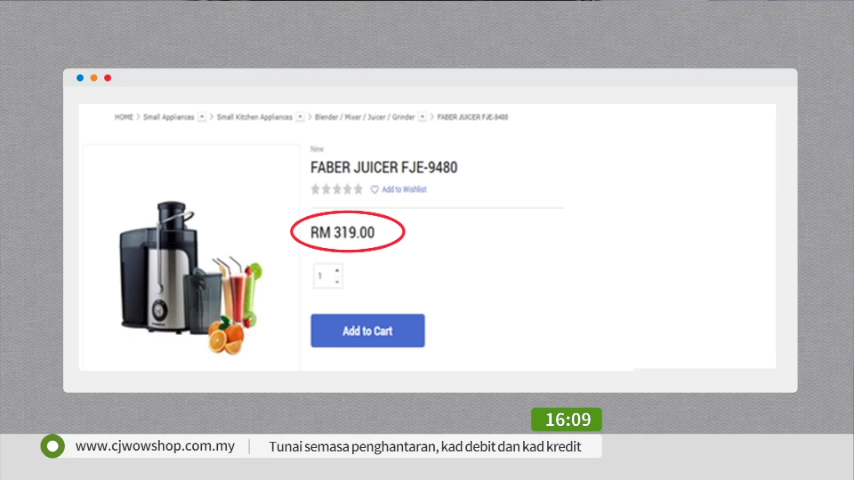 HOME > Small Appliances > Small Kitchen Appliances > Blender / Mixer / Juicer / Grinder > FABER JUICER FJE-9480
New
FABER JUICER FJE-9480
Add to Wishlist
RM 319.00
1
Add to Cart
16:09
www.cjwowshop.com.my | Tunai semasa penghantaran, kad debit dan kad kredit